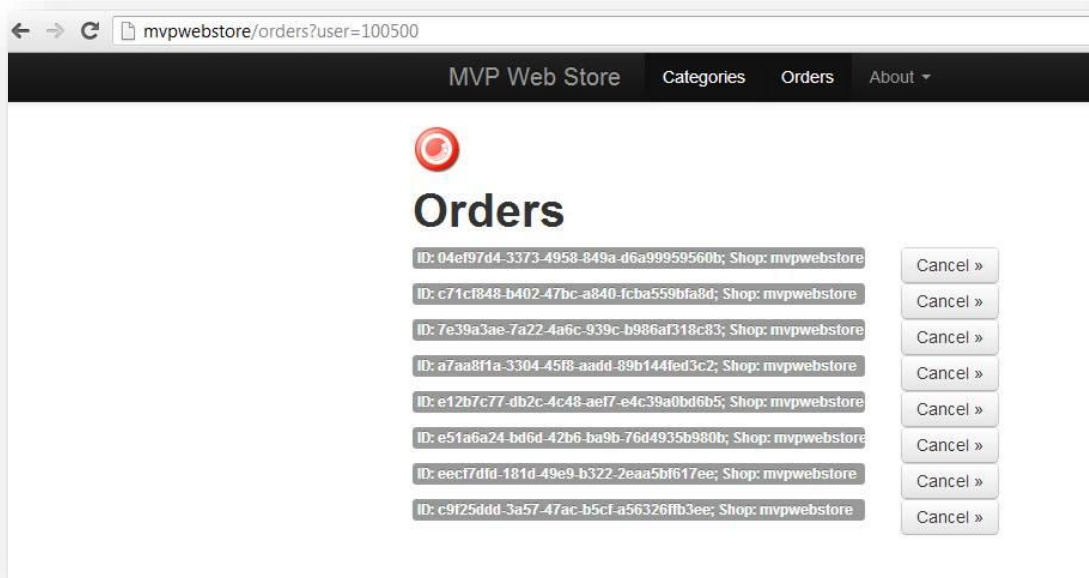 mvpwebstore/orders?user=100500
MVP Web Store Categories Orders About
Orders
ID: 04ef97d4-3373-4958-849a-d6a99959560b; Shop: mvpwebstore Cancel »
ID: c71cf848-b402-47bc-a840-fcba559bfa8d; Shop: mvpwebstore Cancel »
ID: 7e39a3ae-7a22-4a6c-939c-b986af318c83; Shop: mvpwebstore Cancel »
ID: a7aa8f1a-3304-45f8-aadd-89b144fed3c2; Shop: mvpwebstore Cancel »
ID: e12b7c77-db2c-4c48-aef7-e4c39a0bd6b5; Shop: mvpwebstore Cancel »
ID: e51a6a24-bd6d-42b6-ba9b-76d4935b980b; Shop: mvpwebstore Cancel »
ID: eecf7dfd-181d-49e9-b322-2eaa5bf617ee; Shop: mvpwebstore Cancel »
ID: c9f25ddd-3a57-47ac-b5cf-a56326ffb3ee; Shop: mvpwebstore Cancel »